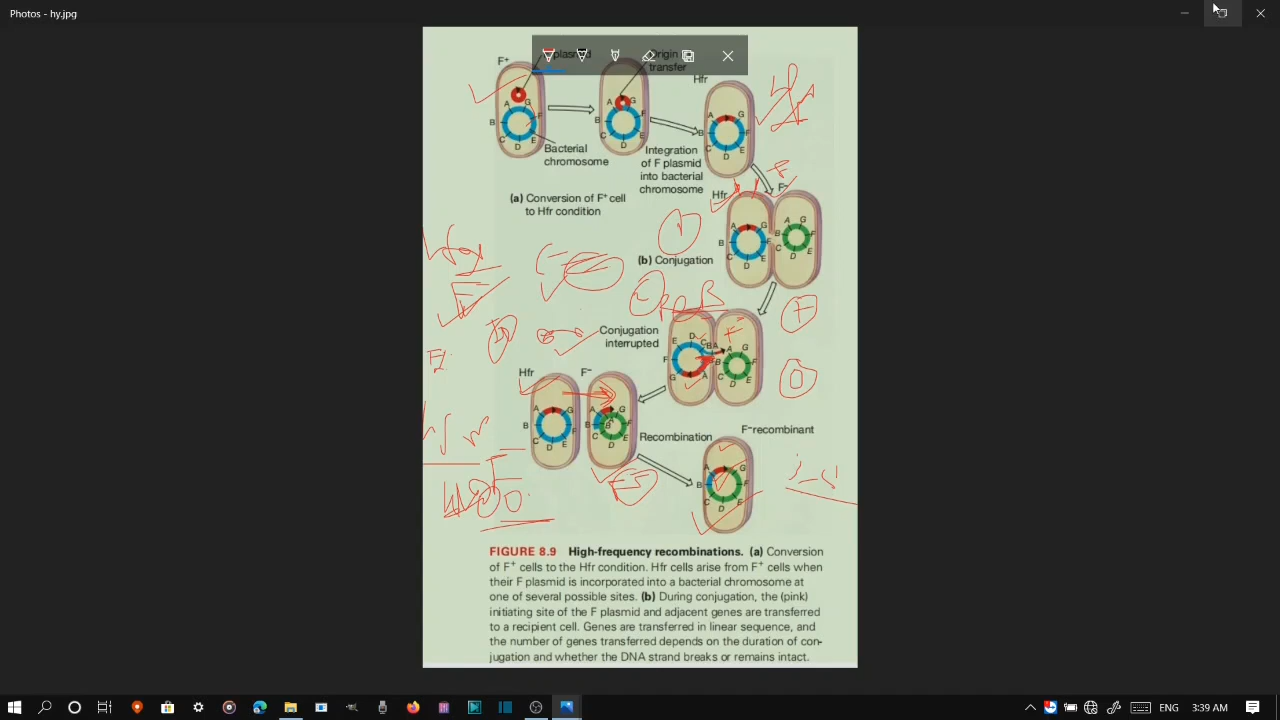 Photos - hy.jpg
F⁺
Origin
transfer
Hfr
A
G
B
F
C
E
D
A
G
B
F
C
E
D
A
G
B
F
C
E
D
Bacterial
chromosome
Integration
of F plasmid
into bacterial
chromosome
(a) Conversion of F⁺ cell
to Hfr condition
Hfr
F⁻
A
G
B
F
C
E
D
A
G
B
F
C
E
D
(b) Conjugation
Conjugation
interrupted
D
E
C
B
A
F
G
A
A
G
B
F
C
E
D
Hfr
F⁻
A
G
B
F
C
E
D
A
G
A
B
B
F
C
E
D
Recombination
F⁻recombinant
A
G
B
F
C
E
D
FIGURE 8.9 High-frequency recombinations. (a) Conversion
of F⁺ cells to the Hfr condition. Hfr cells arise from F⁺ cells when
their F plasmid is incorporated into a bacterial chromosome at
one of several possible sites. (b) During conjugation, the (pink)
initiating site of the F plasmid and adjacent genes are transferred
to a recipient cell. Genes are transferred in linear sequence, and
the number of genes transferred depends on the duration of con-
jugation and whether the DNA strand breaks or remains intact.
ENG
3:39 AM